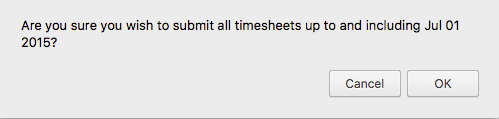 Are you sure you wish to submit all timesheets up to and including Jul 01
2015?
Cancel OK